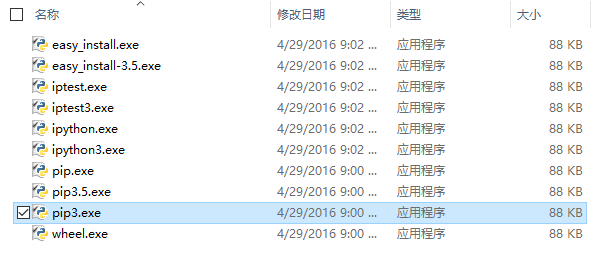 名称 修改日期 类型 大小
easy_install.exe 4/29/2016 9:02 ... 应用程序 88 KB
easy_install-3.5.exe 4/29/2016 9:02 ... 应用程序 88 KB
iptest.exe 4/29/2016 9:02 ... 应用程序 88 KB
iptest3.exe 4/29/2016 9:02 ... 应用程序 88 KB
ipython.exe 4/29/2016 9:02 ... 应用程序 88 KB
ipython3.exe 4/29/2016 9:02 ... 应用程序 88 KB
pip.exe 4/29/2016 9:00 ... 应用程序 88 KB
pip3.5.exe 4/29/2016 9:00 ... 应用程序 88 KB
pip3.exe 4/29/2016 9:00 ... 应用程序 88 KB
wheel.exe 4/29/2016 9:00 ... 应用程序 88 KB